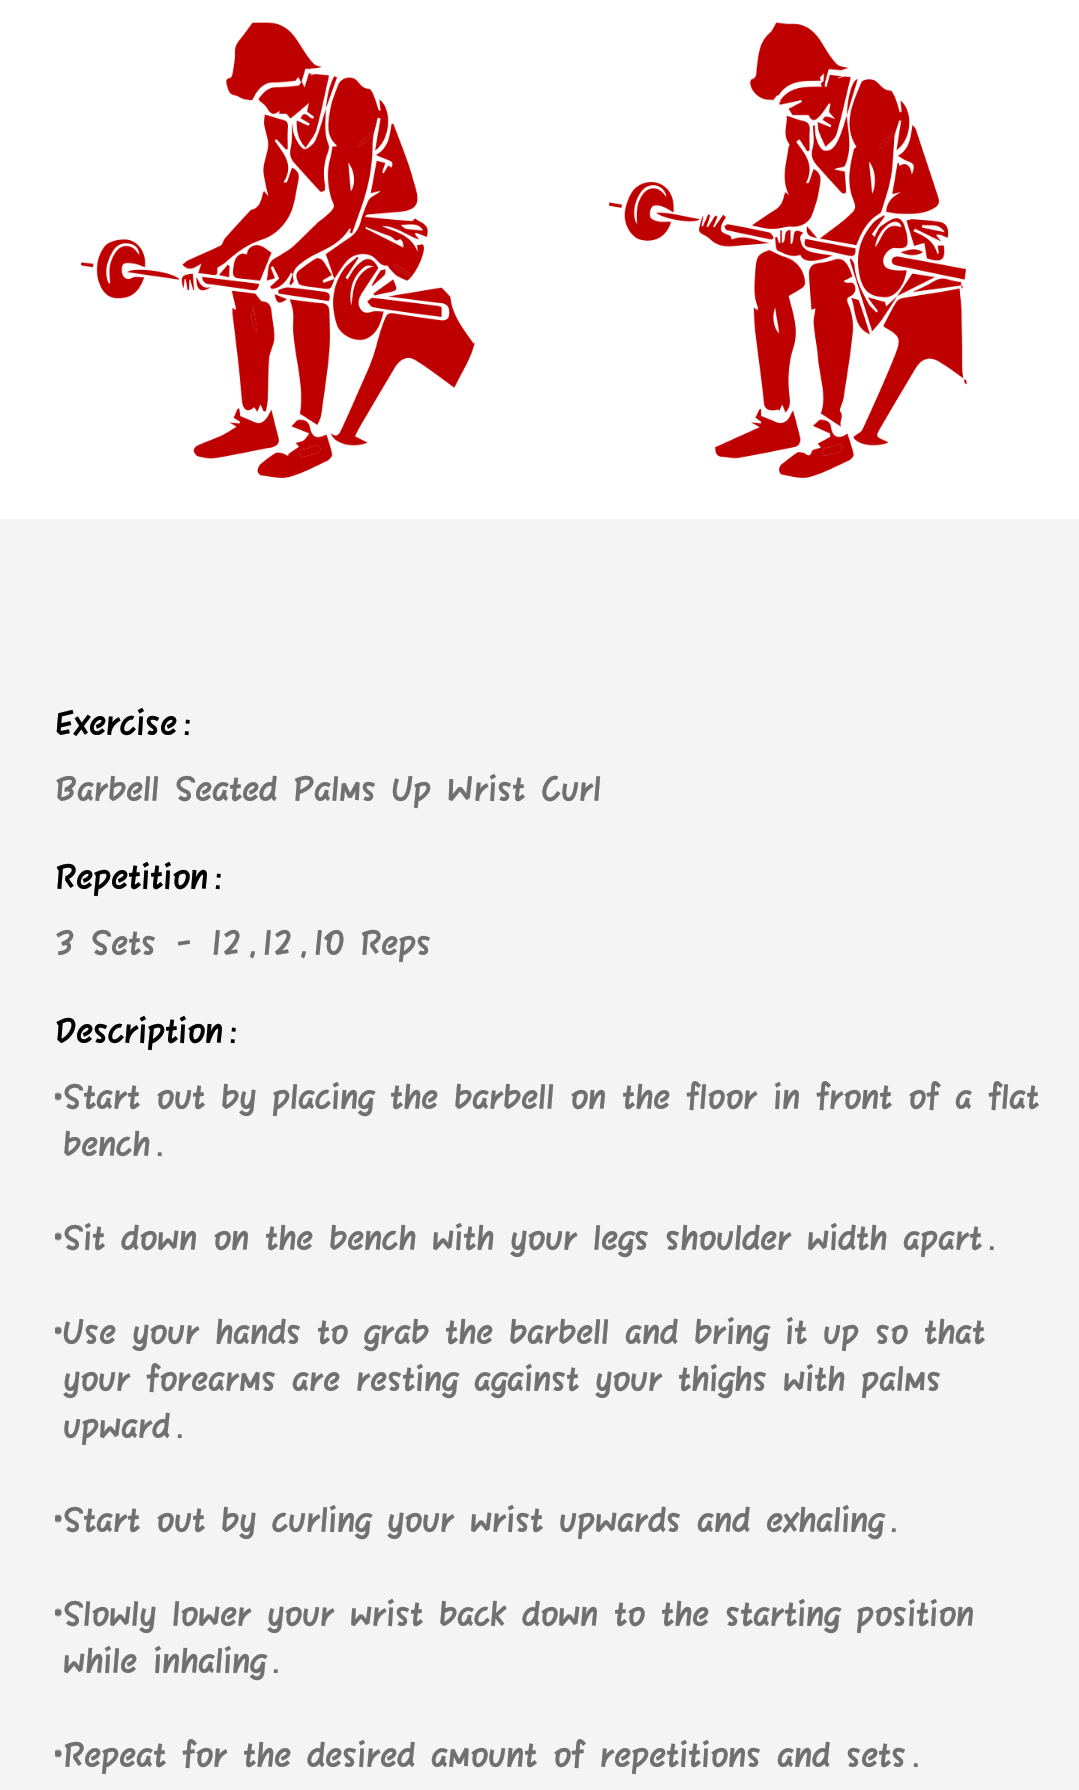 Exercise:
Barbell Seated Palms Up Wrist Curl
Repetition:
3 Sets - 12,12,10 Reps
Description:
•Start out by placing the barbell on the floor in front of a flat
bench.
•Sit down on the bench with your legs shoulder width apart.
•Use your hands to grab the barbell and bring it up so that
your forearms are resting against your thighs with palms
upward.
•Start out by curling your wrist upwards and exhaling.
•Slowly lower your wrist back down to the starting position
while inhaling.
•Repeat for the desired amount of repetitions and sets.